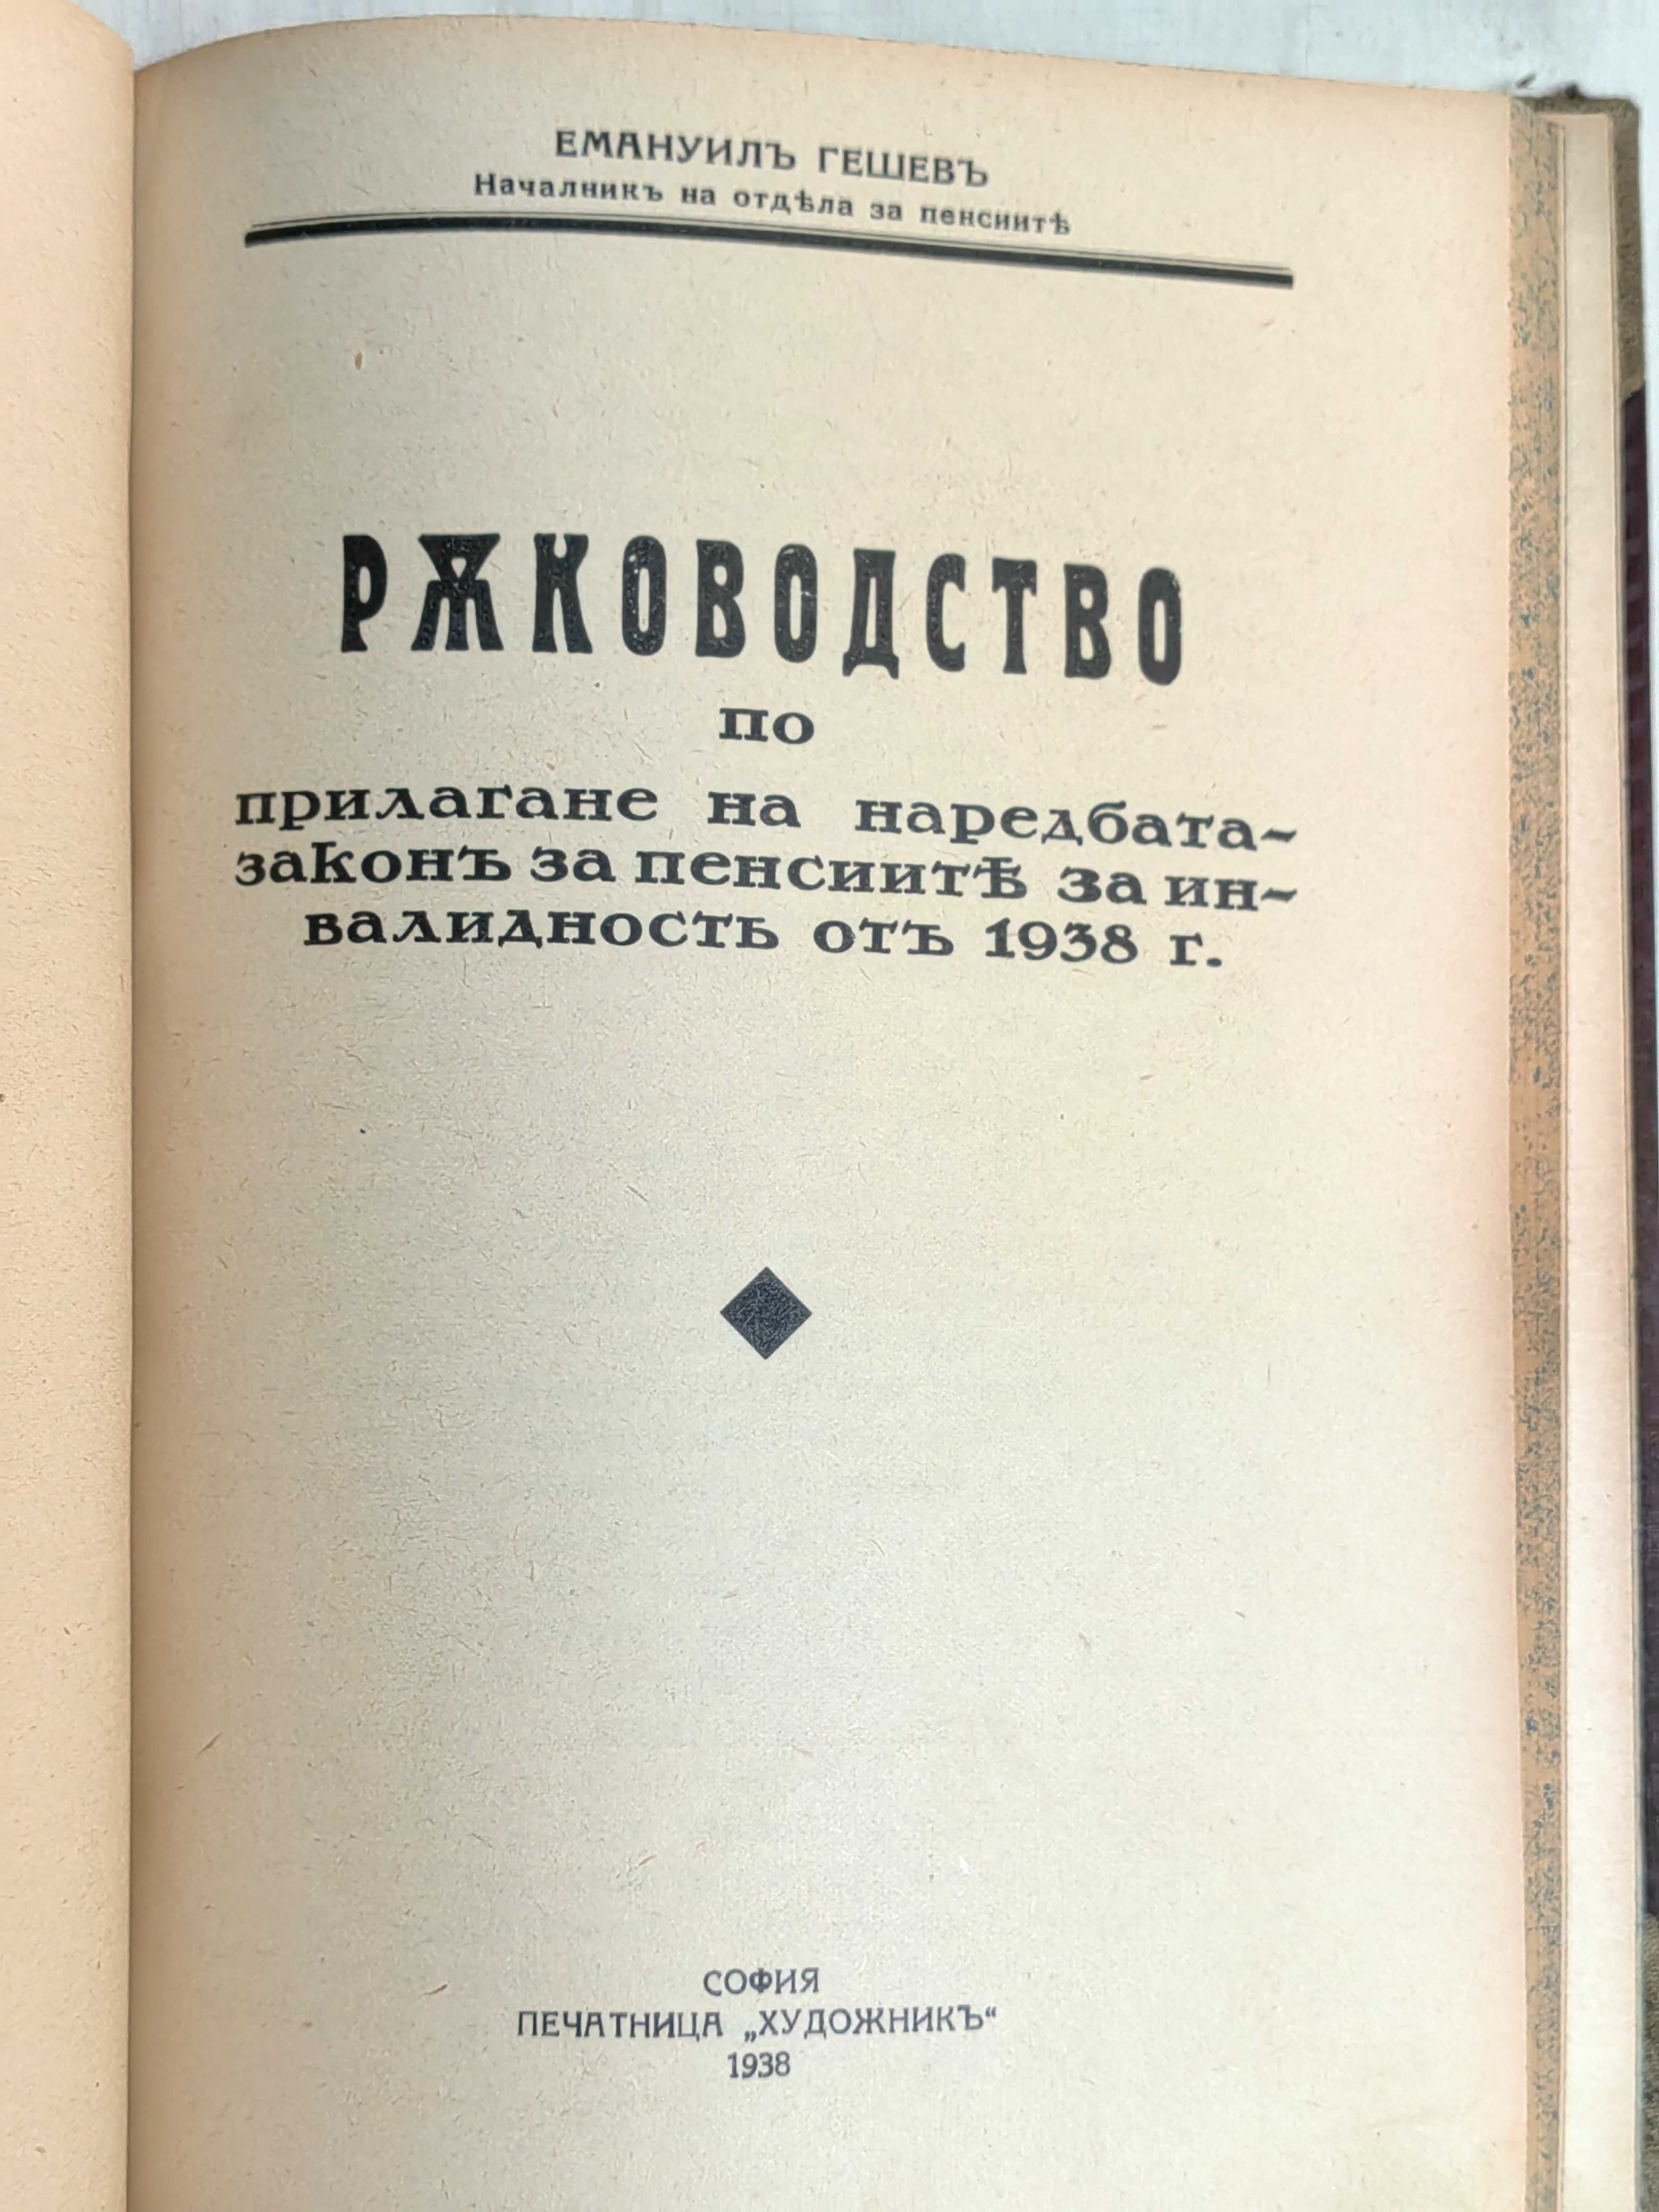 ЕМАНУИЛЪ ГЕШЕВЪ
Началникъ на отдѣла за пенсиитѣ
РѪКОВОДСТВО
по
прилагане на наредбата-
законъ за пенсиитѣ за ин-
валидность отъ 1938 г.
СОФИЯ
ПЕЧАТНИЦА „ХУДОЖНИКЪ“
1938